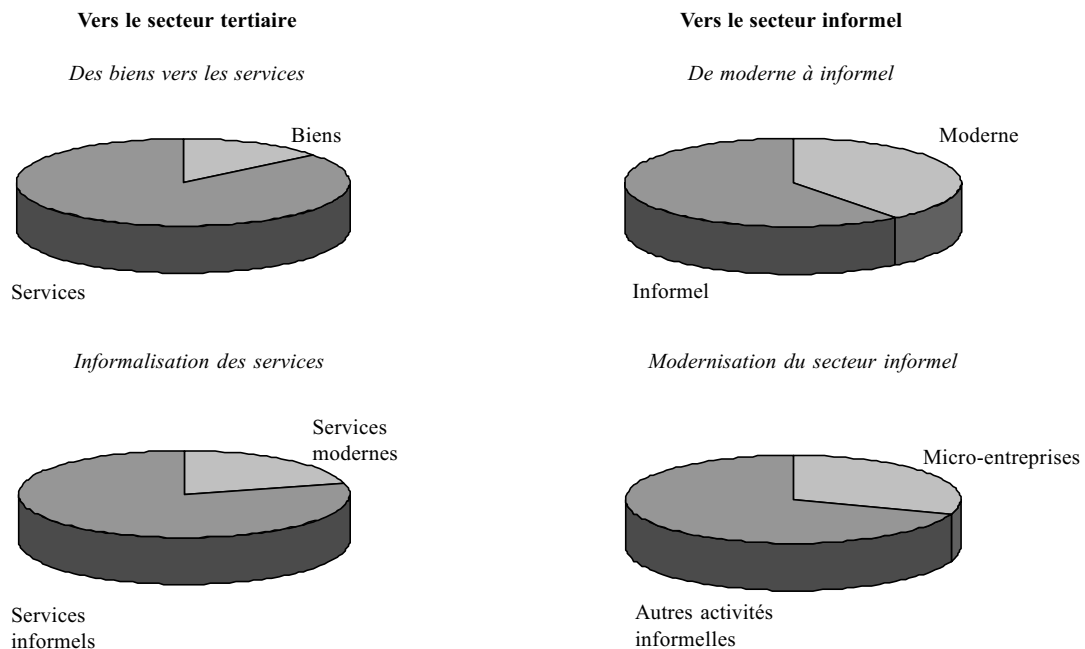 Vers le secteur tertiaire
Des biens vers les services
Biens
Services
Informalisation des services
Services
modernes
Services
informels
Vers le secteur informel
De moderne à informel
Moderne
Informel
Modernisation du secteur informel
Micro-entreprises
Autres activités
informelles